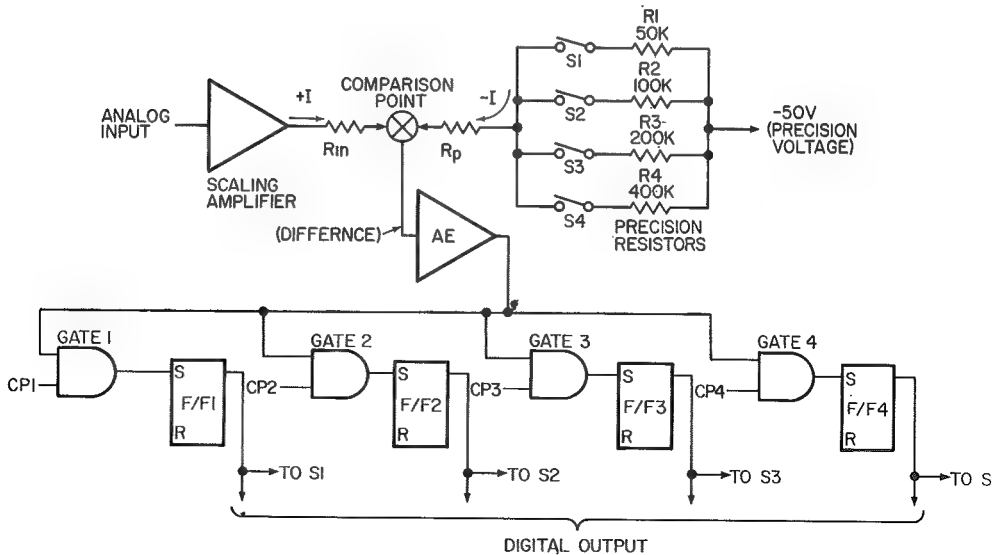 R1
50K
S1
R2
100K
S2
R3
200K
S3
R4
400K
S4
PRECISION
RESISTORS
-50V
(PRECISION
VOLTAGE)
COMPARISON
POINT
+I
-I
ANALOG
INPUT
Rin
Rp
SCALING
AMPLIFIER
(DIFFERNCE)
AE
GATE 1
GATE 2
GATE 3
GATE 4
CP1
CP2
CP3
CP4
S
F/F1
R
S
F/F2
R
S
F/F3
R
S
F/F4
R
TO S1
TO S2
TO S3
TO S
DIGITAL OUTPUT